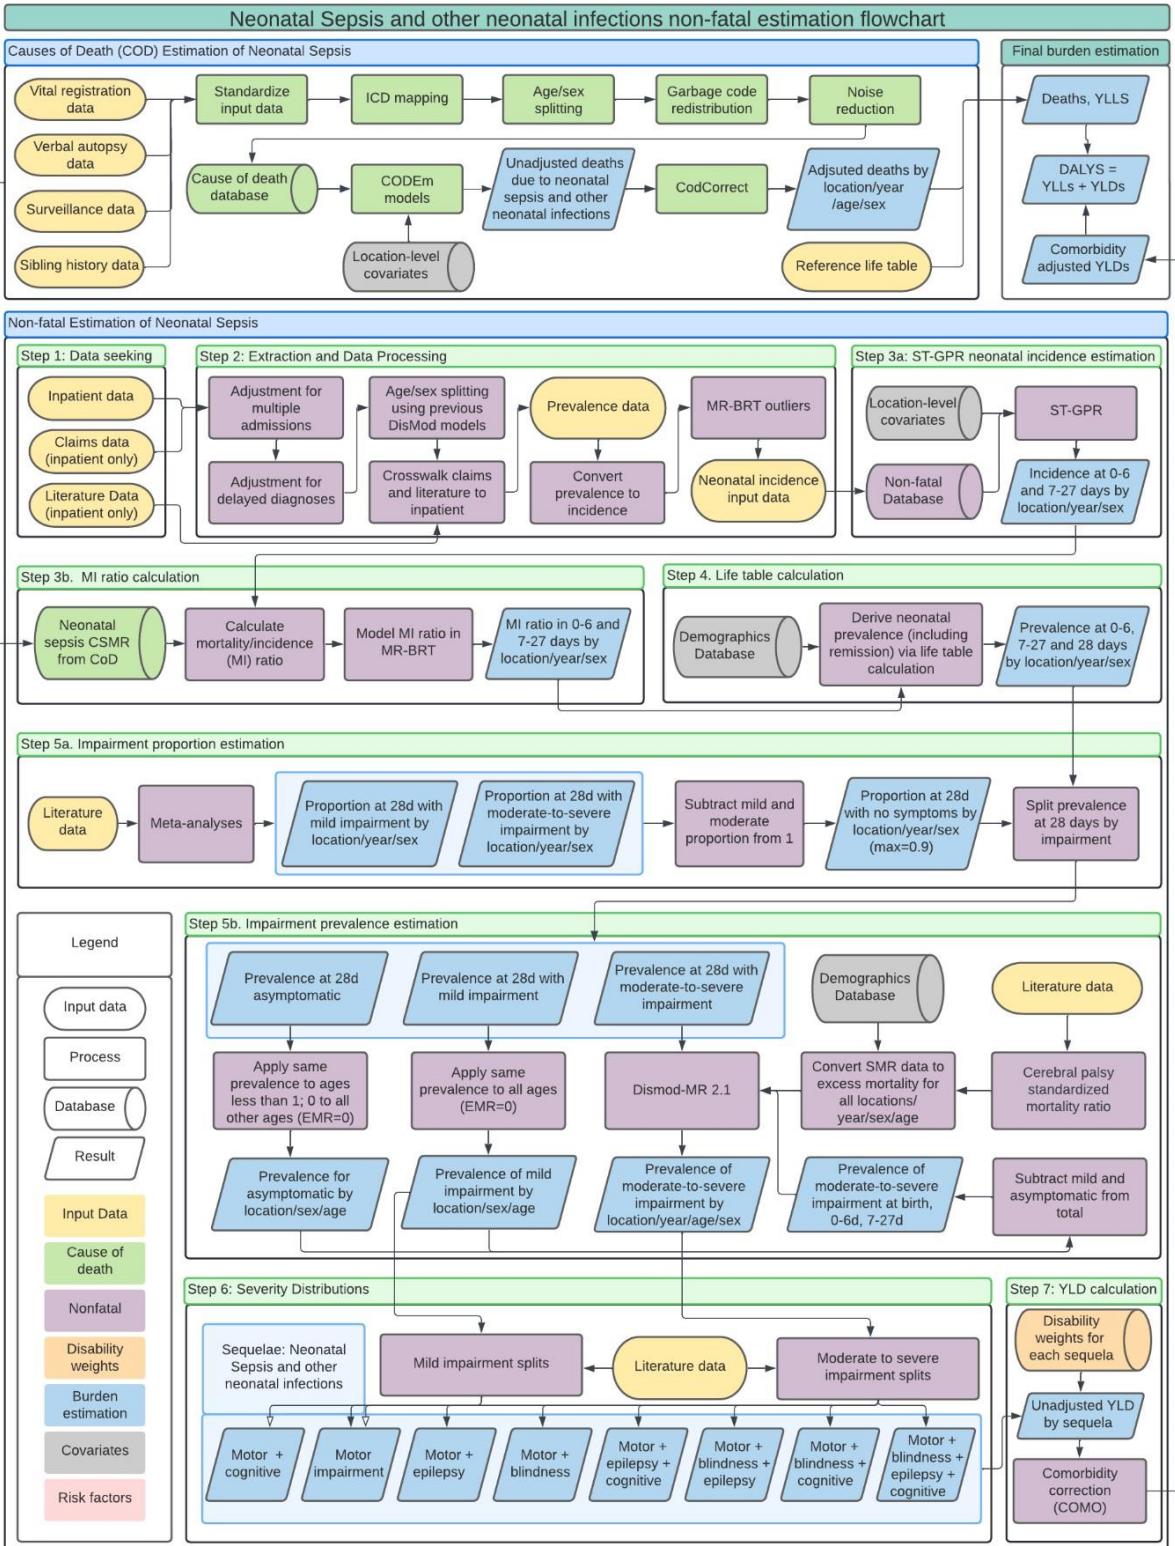 Neonatal Sepsis and other neonatal infections non-fatal estimation flowchart
Causes of Death (COD) Estimation of Neonatal Sepsis
Final burden estimation
Vital registration
data
Standardize
input data
ICD mapping
Age/sex
splitting
Garbage code
redistribution
Noise
reduction
Deaths, YLLS
Verbal autopsy
data
Cause of death
database
CODEm
models
Unadjusted deaths
due to neonatal
sepsis and other
neonatal infections
CodCorrect
Adjsuted deaths by
location/year
/age/sex
DALYS =
YLLs + YLDs
Surveillance data
Sibling history data
Location-level
covariates
Reference life table
Comorbidity
adjusted YLDs
Non-fatal Estimation of Neonatal Sepsis
Step 1: Data seeking
Step 2: Extraction and Data Processing
Step 3a: ST-GPR neonatal incidence estimation
Inpatient data
Claims data
(inpatient only)
Literature Data
(inpatient only)
Adjustment for
multiple
admissions
Age/sex splitting
using previous
DisMod models
Prevalence data
MR-BRT outliers
Adjustment for
delayed diagnoses
Crosswalk claims
and literature to
inpatient
Convert
prevalence to
incidence
Neonatal incidence
input data
Location-level
covariates
ST-GPR
Non-fatal
Database
Incidence at 0-6
and 7-27 days by
location/year/sex
Step 3b.  MI ratio calculation
Step 4. Life table calculation
Neonatal
sepsis CSMR
from CoD
Calculate
mortality/incidence
(MI) ratio
Model MI ratio in
MR-BRT
MI ratio in 0-6 and
7-27 days by
location/year/sex
Demographics
Database
Derive neonatal
prevalence (including
remission) via life table
calculation
Prevalence at 0-6,
7-27 and 28 days
by location/year/sex
Step 5a. Impairment proportion estimation
Literature
data
Meta-analyses
Proportion at 28d with
mild impairment by
location/year/sex
Proportion at 28d with
moderate-to-severe
impairment by
location/year/sex
Subtract mild and
moderate
proportion from 1
Proportion at 28d
with no symptoms by
location/year/sex
(max=0.9)
Split prevalence
at 28 days by
impairment
Legend
Input data
Process
Database
Result
Input Data
Cause of
death
Nonfatal
Disability
weights
Burden
estimation
Covariates
Risk factors
Step 5b. Impairment prevalence estimation
Prevalence at 28d
asymptomatic
Prevalence at 28d with
mild impairment
Prevalence at 28d with
moderate-to-severe
impairment
Demographics
Database
Literature data
Apply same
prevalence to ages
less than 1; 0 to all
other ages (EMR=0)
Apply same
prevalence to all ages
(EMR=0)
Dismod-MR 2.1
Convert SMR data to
excess mortality for
all locations/
year/sex/age
Cerebral palsy
standardized
mortality ratio
Prevalence for
asymptomatic by
location/sex/age
Prevalence of mild
impairment by
location/sex/age
Prevalence of
moderate-to-severe
impairment by
location/year/age/sex
Prevalence of
moderate-to-severe
impairment at birth,
0-6d, 7-27d
Subtract mild and
asymptomatic from
total
Step 6: Severity Distributions
Step 7: YLD calculation
Sequelae: Neonatal
Sepsis and other
neonatal infections
Mild impairment splits
Literature data
Moderate to severe
impairment splits
Motor +
cognitive
Motor
impairment
Motor +
epilepsy
Motor +
blindness
Motor +
epilepsy +
cognitive
Motor +
blindness +
epilepsy
Motor +
blindness +
cognitive
Motor +
blindness +
epilepsy +
cognitive
Disability
weights for
each sequela
Unadjusted YLD
by sequela
Comorbidity
correction
(COMO)